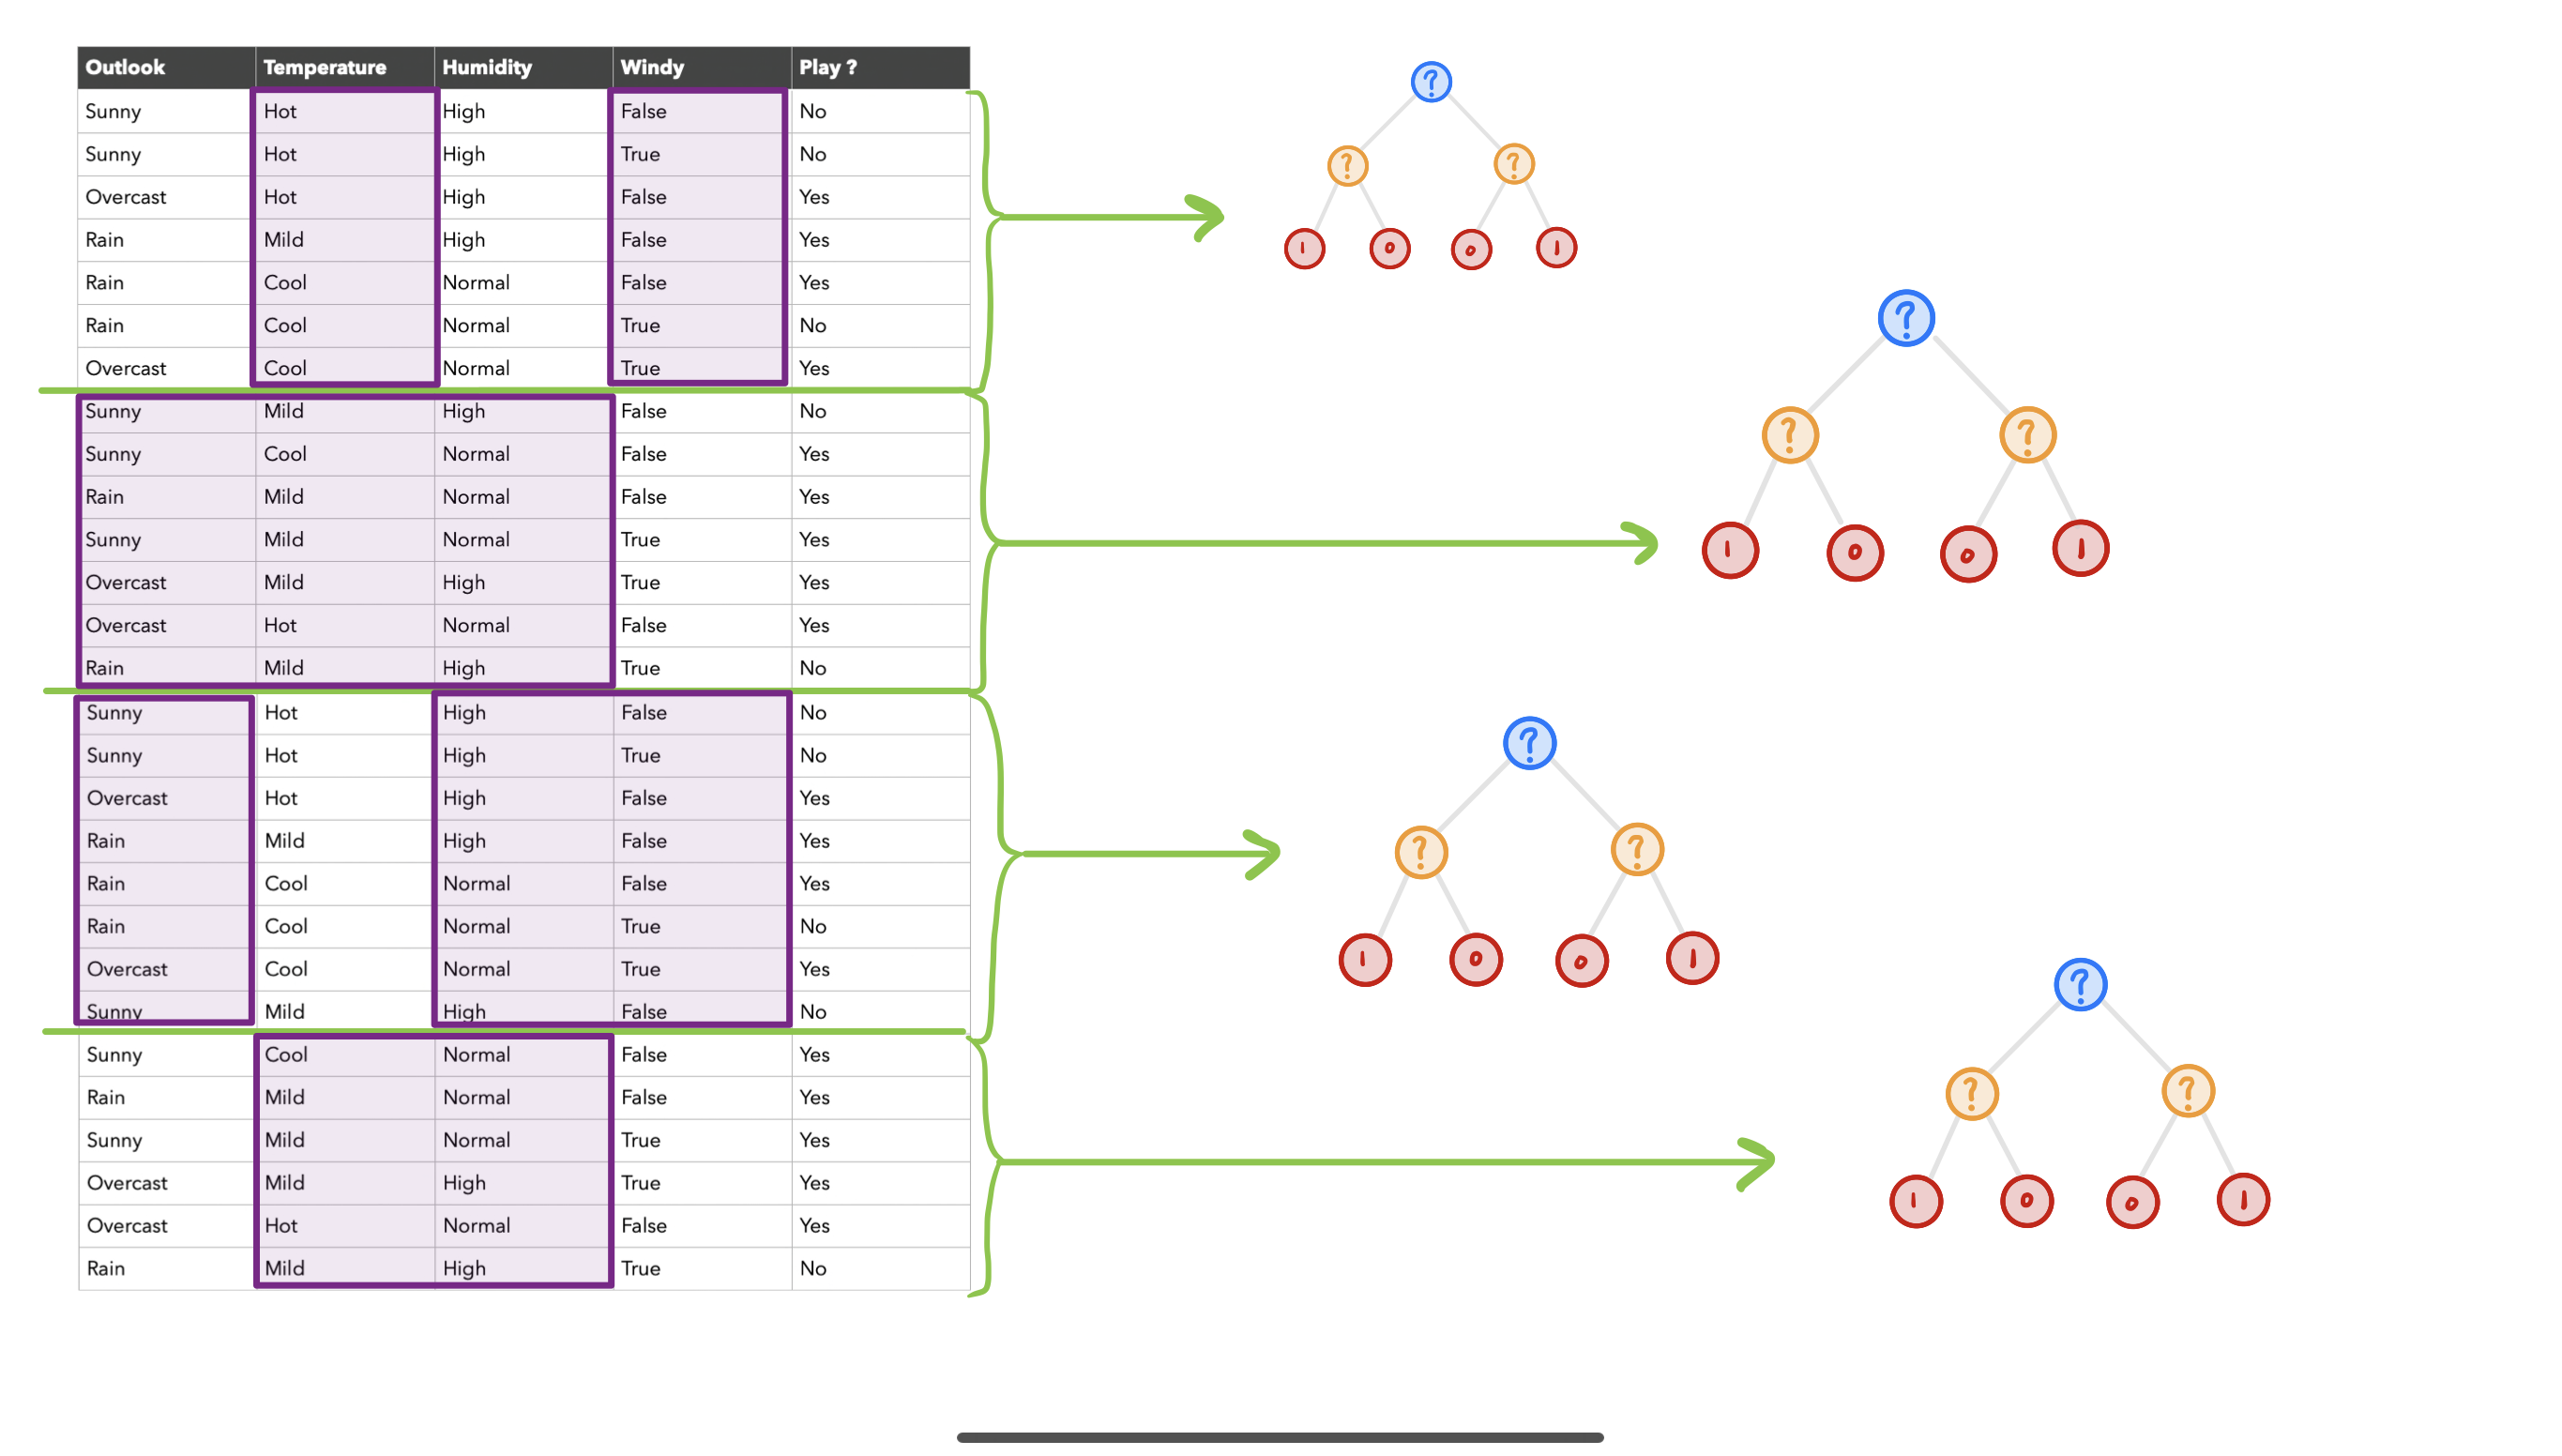 Outlook Temperature Humidity Windy Play ?
Sunny Hot High False No
Sunny Hot High True No
Overcast Hot High False Yes
Rain Mild High False Yes
Rain Cool Normal False Yes
Rain Cool Normal True No
Overcast Cool Normal True Yes
Sunny Mild High False No
Sunny Cool Normal False Yes
Rain Mild Normal False Yes
Sunny Mild Normal True Yes
Overcast Mild High True Yes
Overcast Hot Normal False Yes
Rain Mild High True No
Sunny Hot High False No
Sunny Hot High True No
Overcast Hot High False Yes
Rain Mild High False Yes
Rain Cool Normal False Yes
Rain Cool Normal True No
Overcast Cool Normal True Yes
Sunny Mild High False No
Sunny Cool Normal False Yes
Rain Mild Normal False Yes
Sunny Mild Normal True Yes
Overcast Mild High True Yes
Overcast Hot Normal False Yes
Rain Mild High True No
?
? ?
1 0 0 1
?
? ?
1 0 0 1
?
? ?
1 0 0 1
?
? ?
1 0 0 1